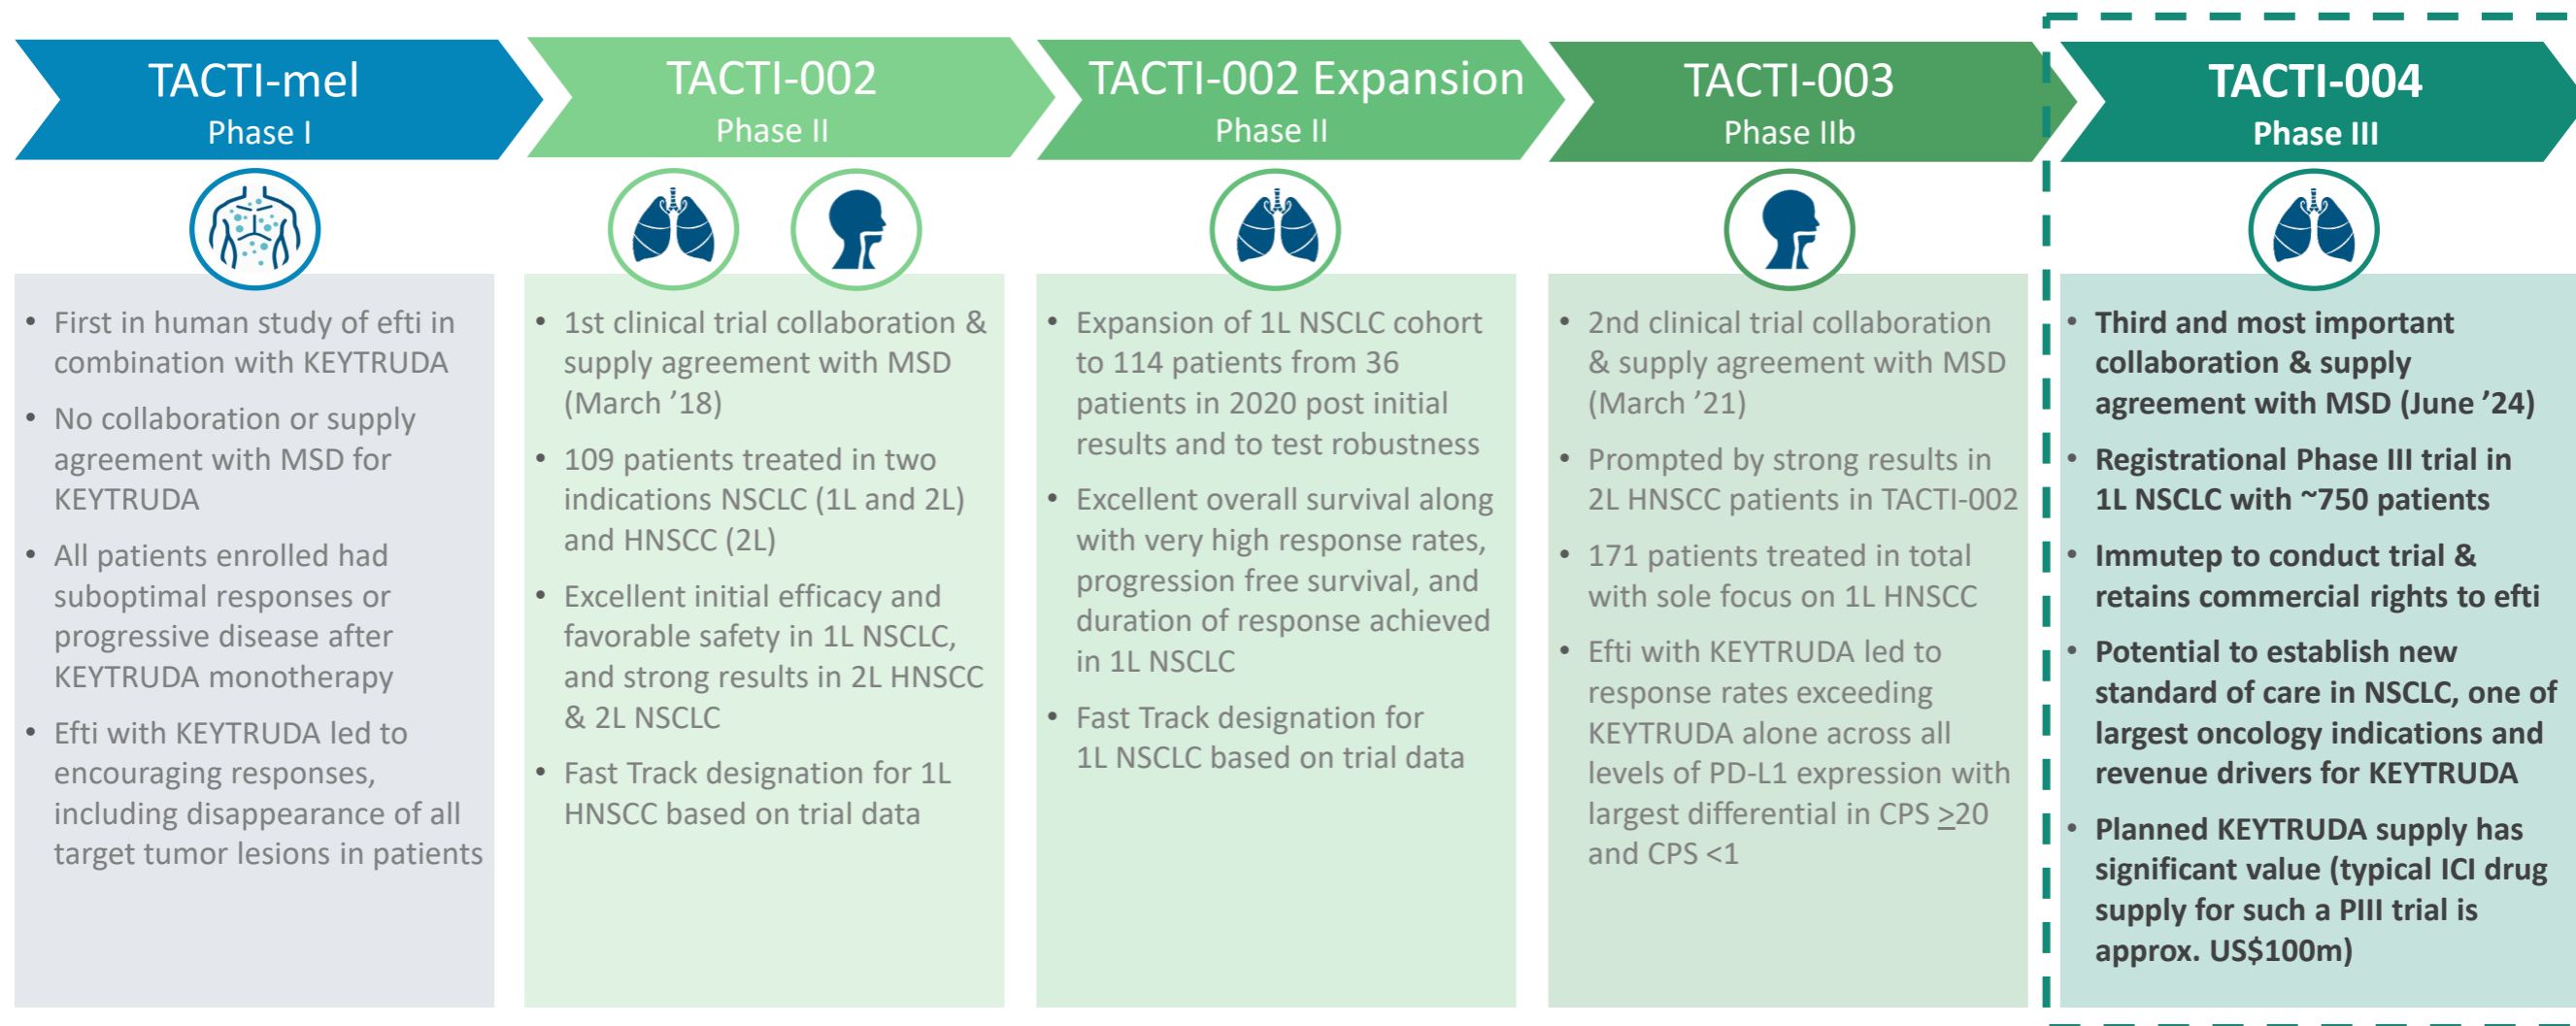 TACTI-mel
Phase I
• First in human study of efti in
combination with KEYTRUDA
• No collaboration or supply
agreement with MSD for
KEYTRUDA
• All patients enrolled had
suboptimal responses or
progressive disease after
KEYTRUDA monotherapy
• Efti with KEYTRUDA led to
encouraging responses,
including disappearance of all
target tumor lesions in patients
TACTI-002
Phase II
• 1st clinical trial collaboration &
supply agreement with MSD
(March ’18)
• 109 patients treated in two
indications NSCLC (1L and 2L)
and HNSCC (2L)
• Excellent initial efficacy and
favorable safety in 1L NSCLC,
and strong results in 2L HNSCC
& 2L NSCLC
• Fast Track designation for 1L
HNSCC based on trial data
TACTI-002 Expansion
Phase II
• Expansion of 1L NSCLC cohort
to 114 patients from 36
patients in 2020 post initial
results and to test robustness
• Excellent overall survival along
with very high response rates,
progression free survival, and
duration of response achieved
in 1L NSCLC
• Fast Track designation for
1L NSCLC based on trial data
TACTI-003
Phase IIb
• 2nd clinical trial collaboration
& supply agreement with MSD
(March ’21)
• Prompted by strong results in
2L HNSCC patients in TACTI-002
• 171 patients treated in total
with sole focus on 1L HNSCC
• Efti with KEYTRUDA led to
response rates exceeding
KEYTRUDA alone across all
levels of PD-L1 expression with
largest differential in CPS ≥20
and CPS <1
TACTI-004
Phase III
• Third and most important
collaboration & supply
agreement with MSD (June ’24)
• Registrational Phase III trial in
1L NSCLC with ~750 patients
• Immutep to conduct trial &
retains commercial rights to efti
• Potential to establish new
standard of care in NSCLC, one of
largest oncology indications and
revenue drivers for KEYTRUDA
• Planned KEYTRUDA supply has
significant value (typical ICI drug
supply for such a PIII trial is
approx. US$100m)